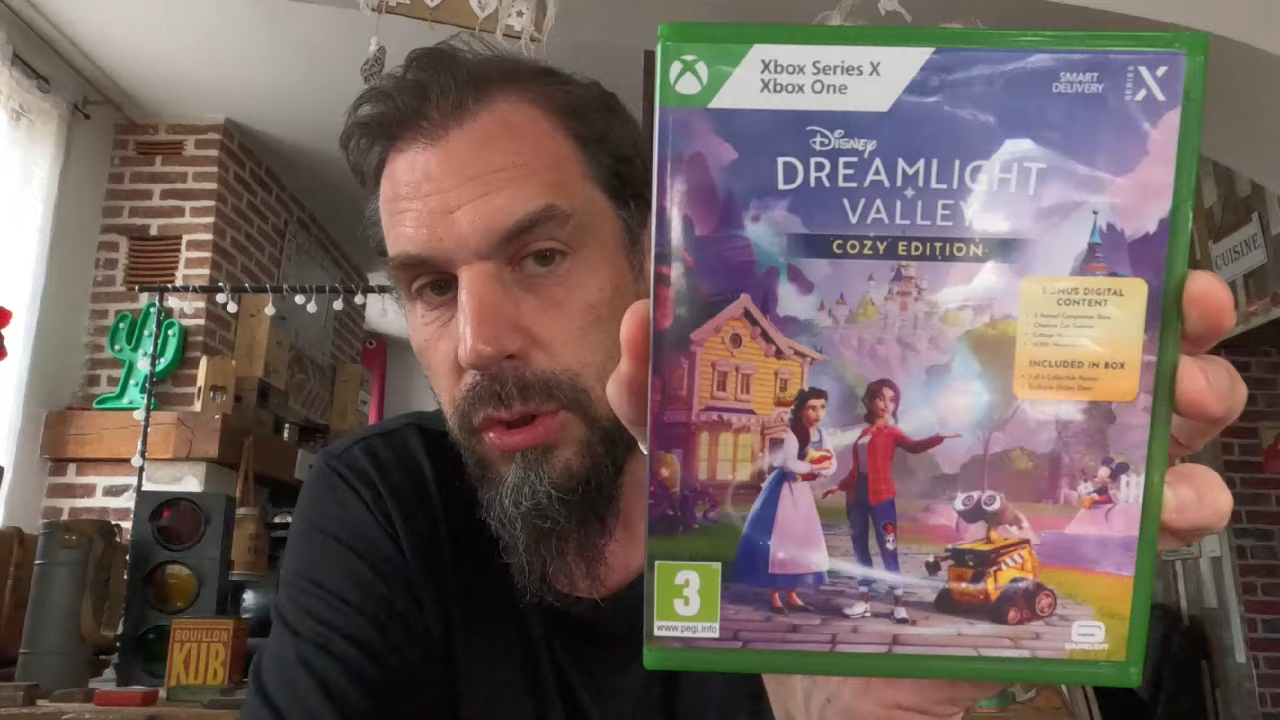 Xbox Series X
Xbox One
SMART
DELIVERY
SERIES
X
Disney
DREAMLIGHT
VALLEY
COZY EDITION
BONUS DIGITAL
CONTENT
INCLUDED IN BOX
3
www.pegi.info
GAMELOFT
CUISINE
BOUILLON
KUB